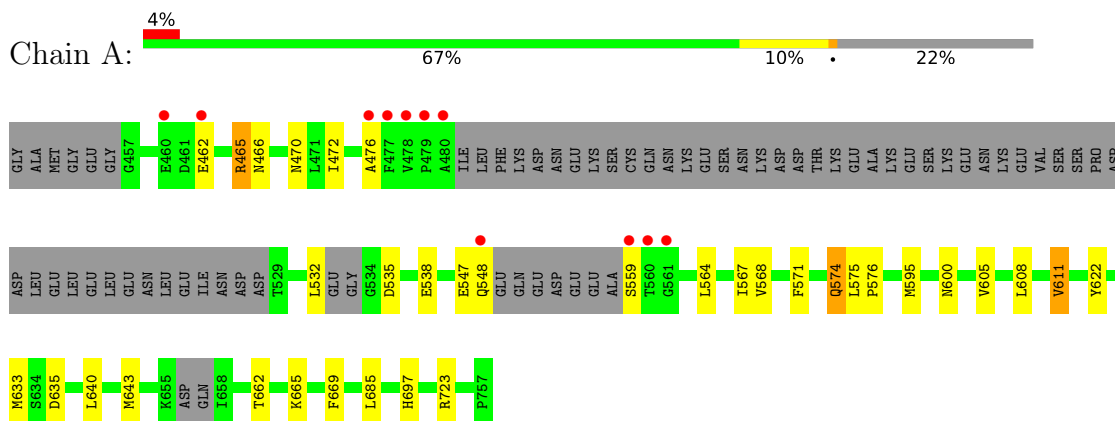 4%
Chain A:
67% 10% • 22%
GLY ALA MET GLY GLU GLY G457 E460 D461 E462 R465 N466 N470 L471 I472 A476 F477 V478 P479 A480 ILE LEU PHE LYS ASP ASN GLU LYS SER CYS GLN ASN LYS GLU SER ASN LYS ASP ASP THR LYS GLU ALA LYS GLU SER LYS GLU ASN LYS GLU VAL SER SER PRO ASP
ASP LEU GLU LEU GLU LEU GLU ASN LEU GLU ILE ASN ASP ASP T529 L532 GLU GLY G534 D535 E538 E547 Q548 GLU GLN ASP GLU GLU ALA S559 T560 G561 L564 I567 V568 F571 Q574 L575 P576 M595 N600 V605 L608 V611 Y622
M633 S634 D635 L640 M643 K655 ASP GLN I658 T662 K665 F669 L685 H697 R723 P757